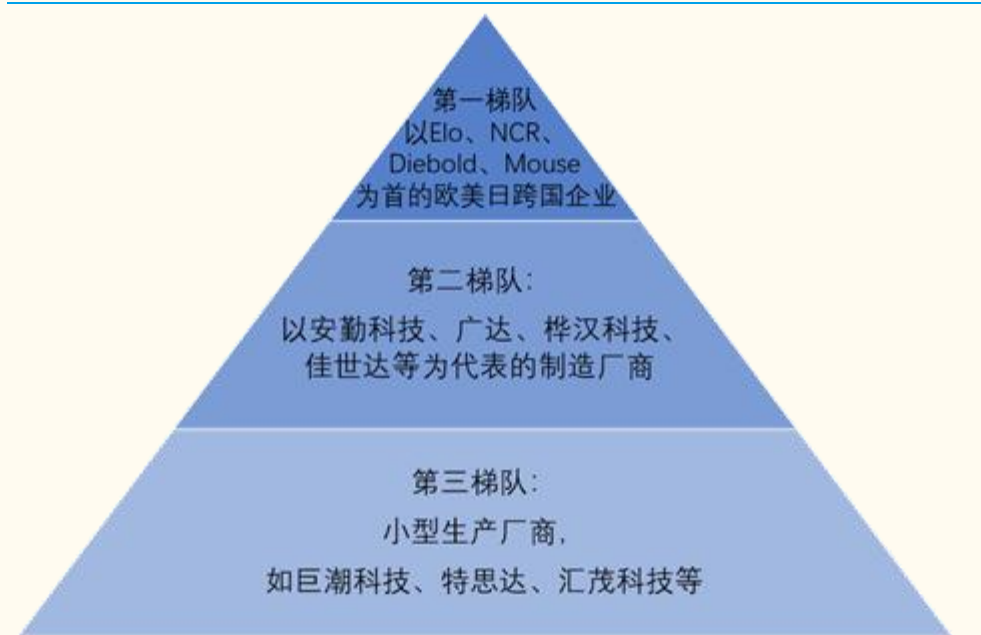 第一梯队
以Elo、NCR、
Diebold、Mouse
为首的欧美日跨国企业
第二梯队：
以安勤科技、广达、桦汉科技、
佳世达等为代表的制造厂商
第三梯队：
小型生产厂商，
如巨潮科技、特思达、汇茂科技等